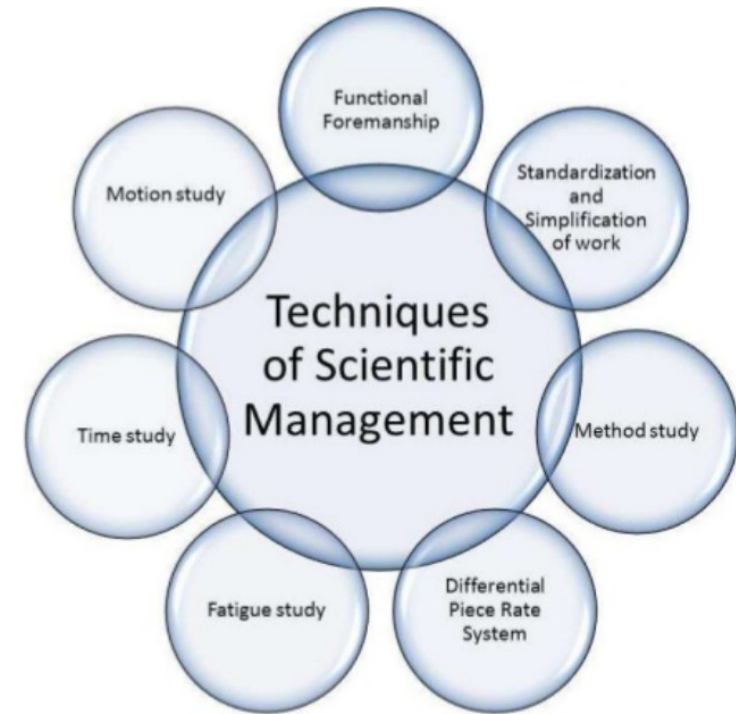 Techniques
of Scientific
Management
Functional
Foremanship
Standardization
and
Simplification
of work
Method study
Differential
Piece Rate
System
Fatigue study
Time study
Motion study